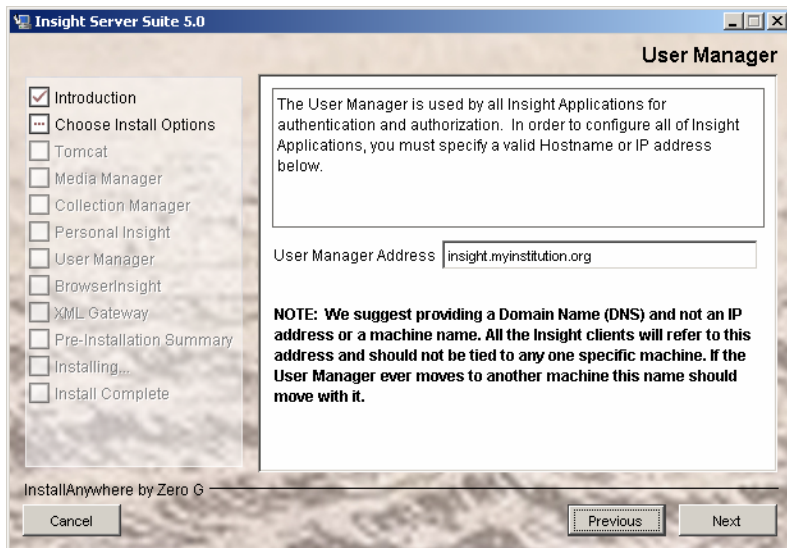 Insight Server Suite 5.0
User Manager
Introduction
Choose Install Options
Tomcat
Media Manager
Collection Manager
Personal Insight
User Manager
BrowserInsight
XML Gateway
Pre-Installation Summary
Installing...
Install Complete
The User Manager is used by all Insight Applications for
authentication and authorization.  In order to configure all of Insight
Applications, you must specify a valid Hostname or IP address
below.
User Manager Address insight.myinstitution.org
NOTE:  We suggest providing a Domain Name (DNS) and not an IP
address or a machine name. All the Insight clients will refer to this
address and should not be tied to any one specific machine. If the
User Manager ever moves to another machine this name should
move with it.
InstallAnywhere by Zero G
Cancel
Previous
Next